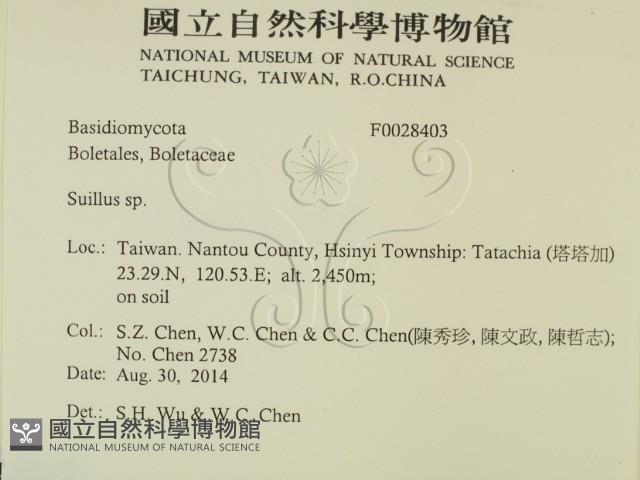 國立自然科學博物館
NATIONAL MUSEUM OF NATURAL SCIENCE
TAICHUNG, TAIWAN, R.O.CHINA
Basidiomycota F0028403
Boletales, Boletaceae
Suillus sp.
Loc.: Taiwan. Nantou County, Hsinyi Township: Tatachia (塔塔加)
23.29.N, 120.53.E; alt. 2,450m;
on soil
Col.: S.Z. Chen, W.C. Chen & C.C. Chen(陳秀珍, 陳文政, 陳哲志);
No. Chen 2738
Date: Aug. 30, 2014
Det.: S.H. Wu & W.C. Chen
國立自然科學博物館
NATIONAL MUSEUM OF NATURAL SCIENCE